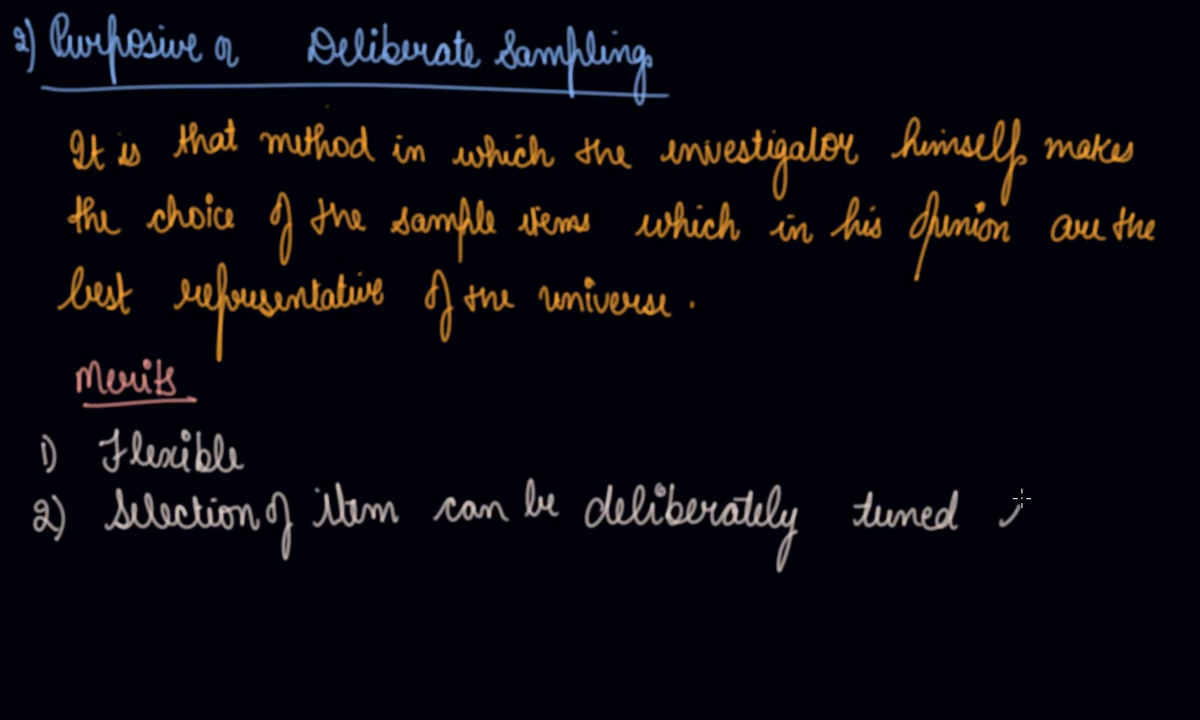 2) Purposive or Deliberate Sampling
It is that method in which the investigator himself makes
the choice of the sample items which in his opinion are the
best representative of the universe.
Merits
1) Flexible
2) Selection of item can be deliberately tuned